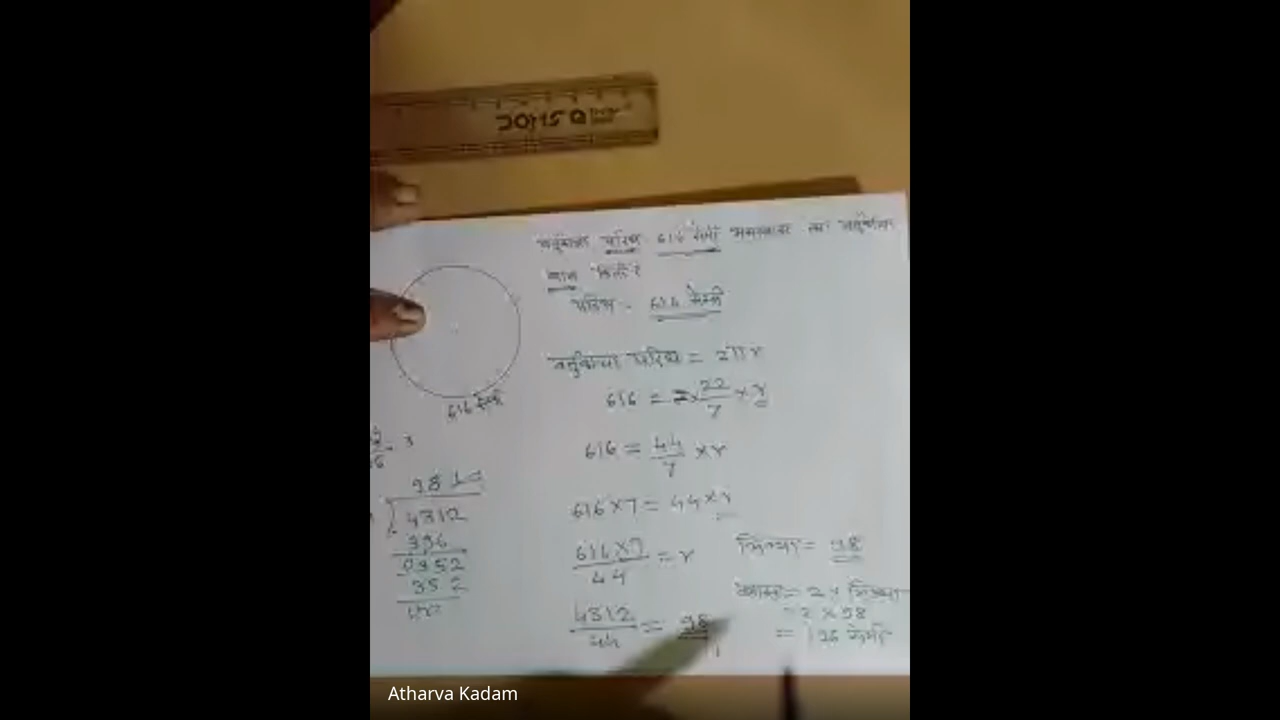 वर्तुळाचा परिघ 616 सेमी असल्यास त्या वर्तुळाचा
व्यास किती?
परिघ = 616 सेमी
616 सेमी
वर्तुळाचा परिघ = 2πr
616 = 2 × 22/7 × r
616 = 44/7 × r
616 × 7 = 44 × r
616 × 7 / 44 = r
4312 / 44 = 98
98
4312
396
0352
352
त्रिज्या = 98
व्यास = 2 × त्रिज्या
= 2 × 98
= 196 सेमी
Atharva Kadam